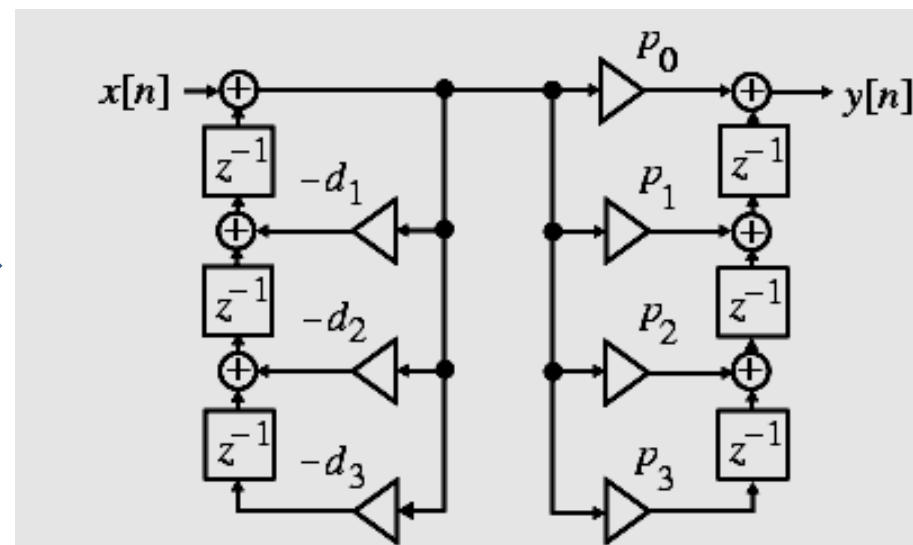 p₀
x[n] + + y[n]
z⁻¹ z⁻¹
-d₁ p₁
+ +
z⁻¹ z⁻¹
-d₂ p₂
+ +
z⁻¹ z⁻¹
-d₃ p₃